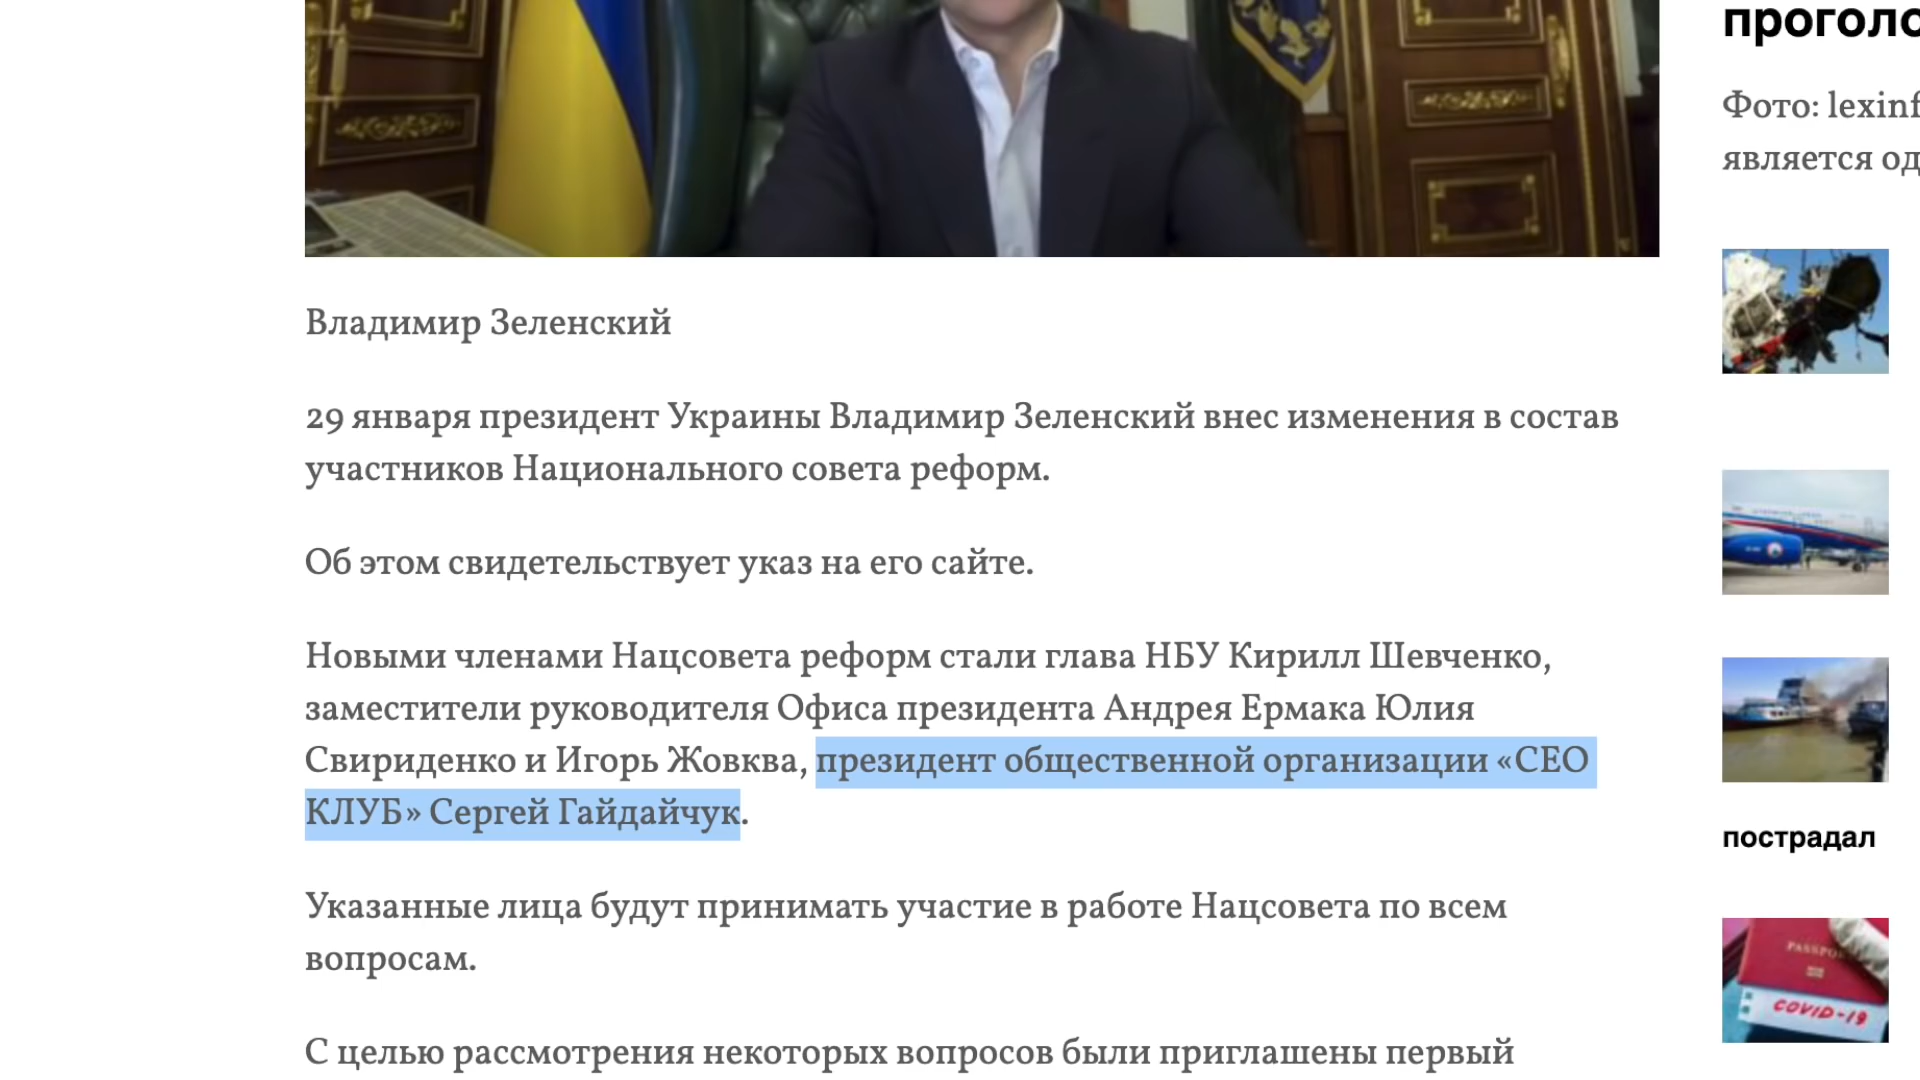 Владимир Зеленский
29 января президент Украины Владимир Зеленский внес изменения в состав
участников Национального совета реформ.
Об этом свидетельствует указ на его сайте.
Новыми членами Нацсовета реформ стали глава НБУ Кирилл Шевченко,
заместители руководителя Офиса президента Андрея Ермака Юлия
Свириденко и Игорь Жовква, президент общественной организации «СЕО
КЛУБ» Сергей Гайдайчук.
Указанные лица будут принимать участие в работе Нацсовета по всем
вопросам.
С целью рассмотрения некоторых вопросов были приглашены первый
проголо
Фото: lexinf
является од
пострадал
PASSPO
COVID-19